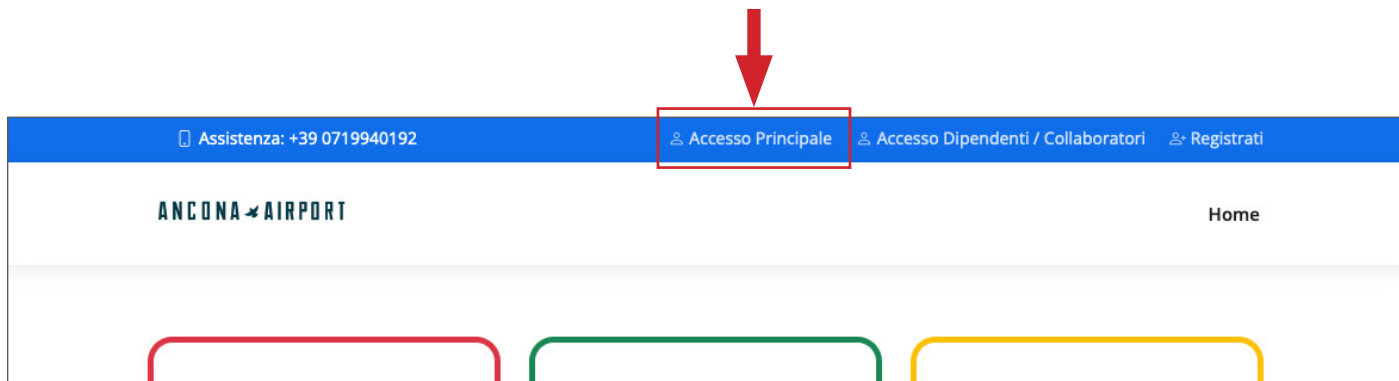 Assistenza: +39 0719940192 Accesso Principale Accesso Dipendenti / Collaboratori Registrati
ANCONA AIRPORT Home